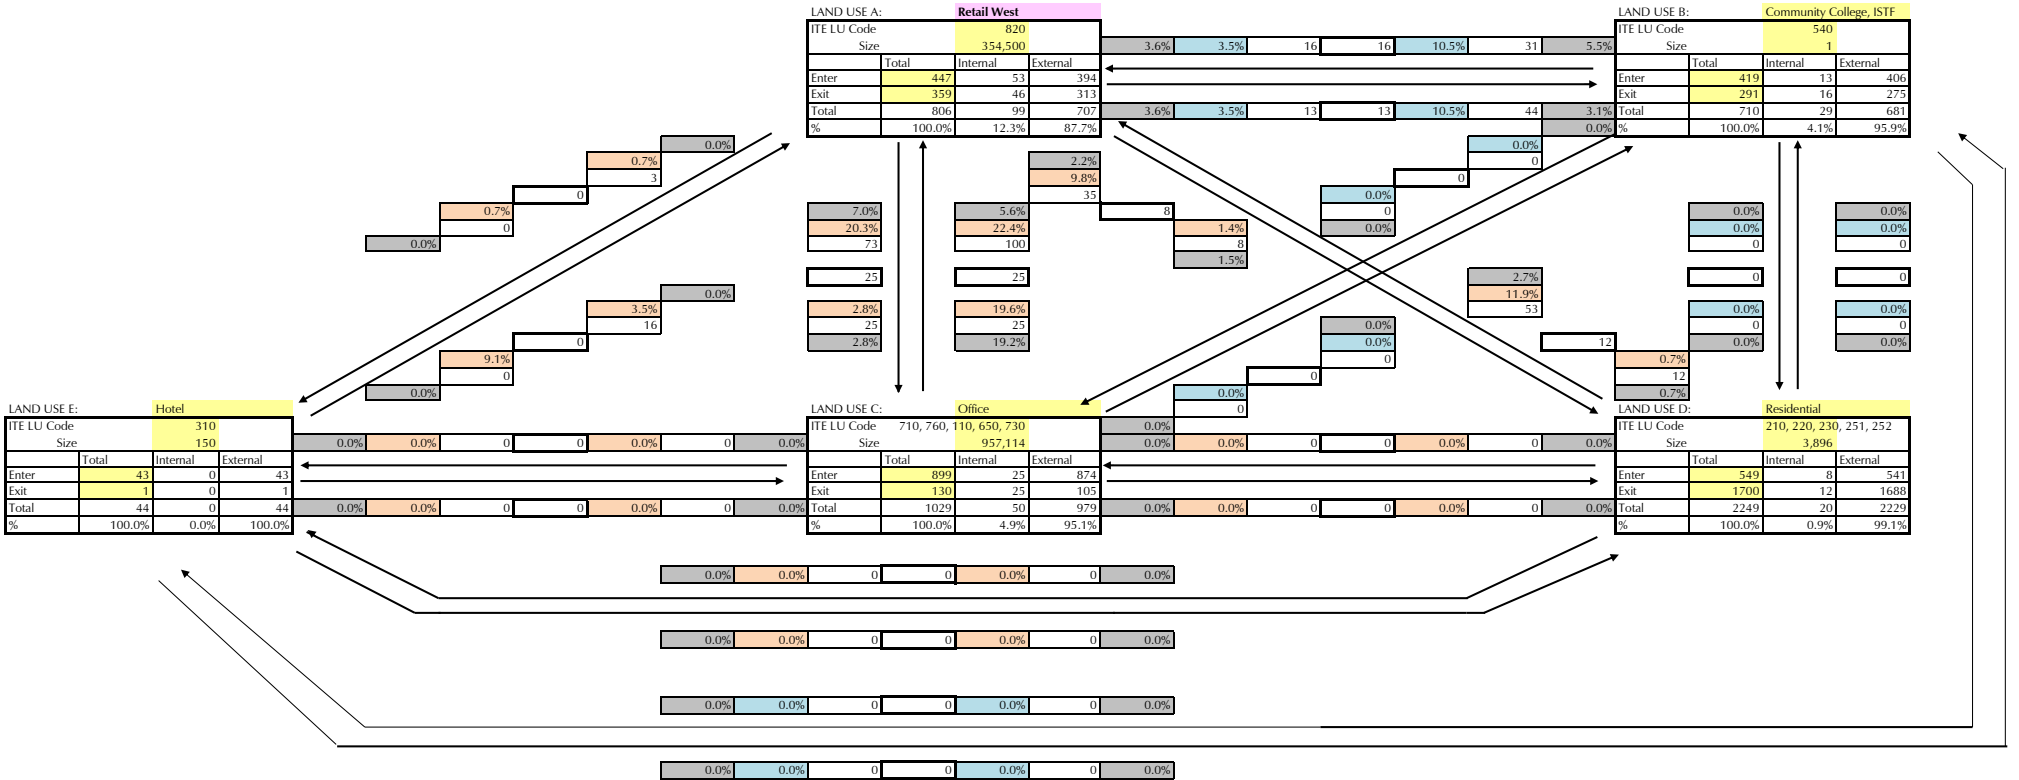 LAND USE A: Retail West LAND USE B: Community College, ISTF
ITE LU Code 820 ITE LU Code 540
Size 354,500 3.6% 3.5% 16 16 10.5% 31 5.5% Size 1
Total Internal External Total Internal External
Enter 447 53 394 Enter 419 13 406
Exit 359 46 313 Exit 291 16 275
Total 806 99 707 3.6% 3.5% 13 13 10.5% 44 3.1% Total 710 29 681
% 100.0% 12.3% 87.7% 0.0% % 100.0% 4.1% 95.9%
0.0% 0.0%
0.7% 2.2% 0
3 9.8% 0
0 35 0.0%
0.7% 7.0% 5.6% 8 0 0.0% 0.0%
0 20.3% 22.4% 1.4% 0.0% 0.0% 0.0%
0.0% 73 100 8 0 0
1.5%
25 25 2.7% 0 0
0.0% 11.9%
3.5% 2.8% 19.6% 53 0.0% 0.0%
16 25 25 0.0% 0 0
0 2.8% 19.2% 0.0% 12 0.0% 0.0%
9.1% 0 0.7%
0 0 12
0.0% 0.0% 0.7%
LAND USE E: Hotel LAND USE C: Office 0 LAND USE D: Residential
ITE LU Code 310 ITE LU Code 710, 760, 110, 650, 730 0.0% ITE LU Code 210, 220, 230, 251, 252
Size 150 0.0% 0.0% 0 0 0.0% 0 0.0% Size 957,114 0.0% 0.0% 0 0 0.0% 0 0.0% Size 3,896
Total Internal External Total Internal External Total Internal External
Enter 43 0 43 Enter 899 25 874 Enter 549 8 541
Exit 1 0 1 Exit 130 25 105 Exit 1700 12 1688
Total 44 0 44 0.0% 0.0% 0 0 0.0% 0 0.0% Total 1029 50 979 0.0% 0.0% 0 0 0.0% 0 0.0% Total 2249 20 2229
% 100.0% 0.0% 100.0% % 100.0% 4.9% 95.1% % 100.0% 0.9% 99.1%
0.0% 0.0% 0 0 0.0% 0 0.0%
0.0% 0.0% 0 0 0.0% 0 0.0%
0.0% 0.0% 0 0 0.0% 0 0.0%
0.0% 0.0% 0 0 0.0% 0 0.0%